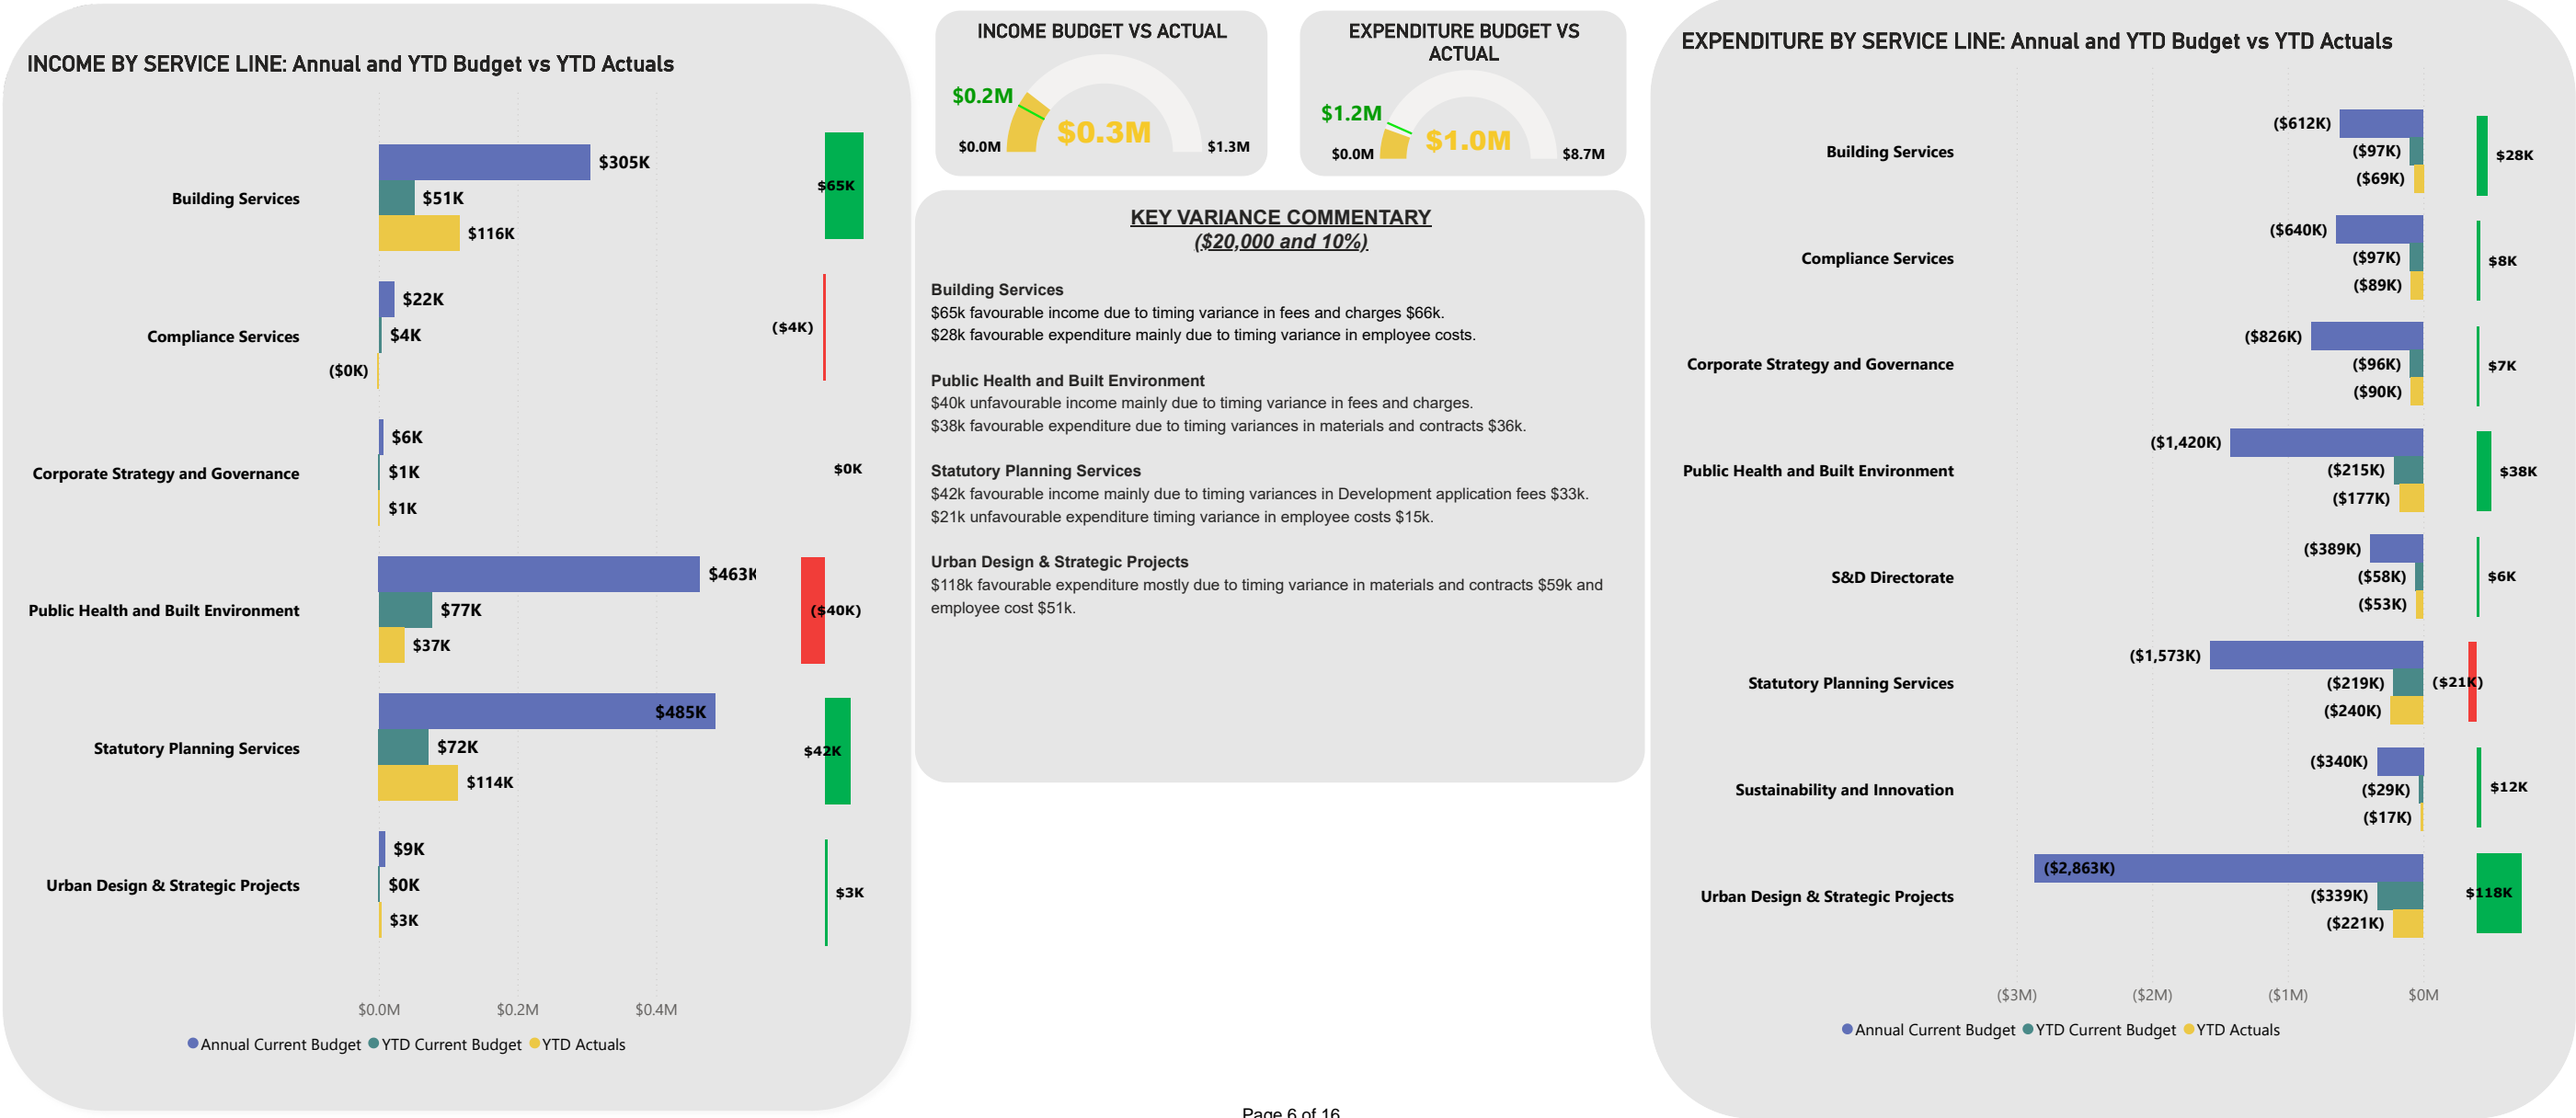 INCOME BY SERVICE LINE: Annual and YTD Budget vs YTD Actuals
Building Services
$305K
$51K
$116K
$65K
Compliance Services
$22K
$4K
($0K)
($4K)
Corporate Strategy and Governance
$6K
$1K
$1K
$0K
Public Health and Built Environment
$463K
$77K
$37K
($40K)
Statutory Planning Services
$485K
$72K
$114K
$42K
Urban Design & Strategic Projects
$9K
$0K
$3K
$3K
$0.0M $0.2M $0.4M
Annual Current Budget YTD Current Budget YTD Actuals
INCOME BUDGET VS ACTUAL
$0.2M
$0.3M
$0.0M
$1.3M
EXPENDITURE BUDGET VS
ACTUAL
$1.2M
$1.0M
$0.0M
$8.7M
KEY VARIANCE COMMENTARY
($20,000 and 10%)
Building Services
$65k favourable income due to timing variance in fees and charges $66k.
$28k favourable expenditure mainly due to timing variance in employee costs.
Public Health and Built Environment
$40k unfavourable income mainly due to timing variance in fees and charges.
$38k favourable expenditure due to timing variances in materials and contracts $36k.
Statutory Planning Services
$42k favourable income mainly due to timing variances in Development application fees $33k.
$21k unfavourable expenditure timing variance in employee costs $15k.
Urban Design & Strategic Projects
$118k favourable expenditure mostly due to timing variance in materials and contracts $59k and
employee cost $51k.
EXPENDITURE BY SERVICE LINE: Annual and YTD Budget vs YTD Actuals
Building Services
($612K)
($97K)
($69K)
$28K
Compliance Services
($640K)
($97K)
($89K)
$8K
Corporate Strategy and Governance
($826K)
($96K)
($90K)
$7K
Public Health and Built Environment
($1,420K)
($215K)
($177K)
$38K
S&D Directorate
($389K)
($58K)
($53K)
$6K
Statutory Planning Services
($1,573K)
($219K)
($240K)
($21K)
Sustainability and Innovation
($340K)
($29K)
($17K)
$12K
Urban Design & Strategic Projects
($2,863K)
($339K)
($221K)
$118K
($3M) ($2M) ($1M) $0M
Annual Current Budget YTD Current Budget YTD Actuals
Page 6 of 16